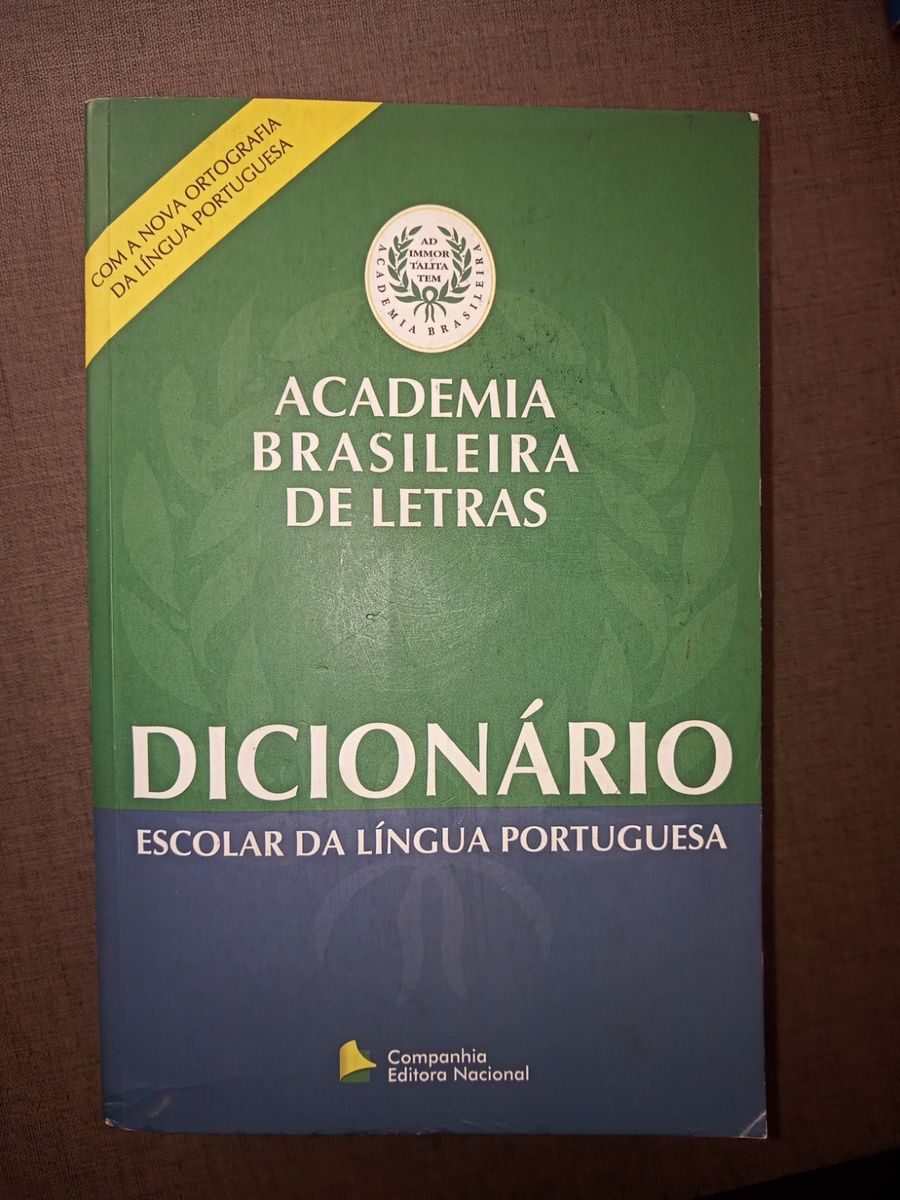 COM A NOVA ORTOGRAFIA
DA LÍNGUA PORTUGUESA
AD
IMMOR
TALITA
TEM
ACADEMIA BRASILEIRA
ACADEMIA
BRASILEIRA
DE LETRAS
DICIONÁRIO
ESCOLAR DA LÍNGUA PORTUGUESA
Companhia
Editora Nacional